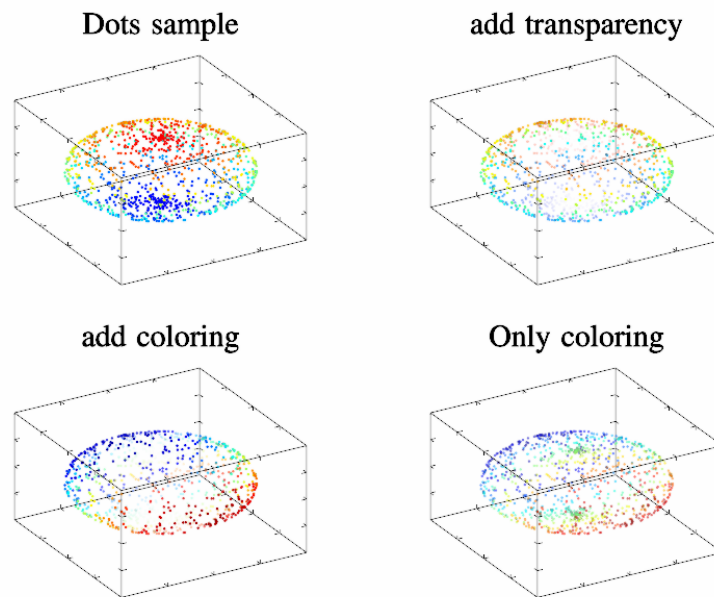 Dots sample
add transparency
add coloring
Only coloring